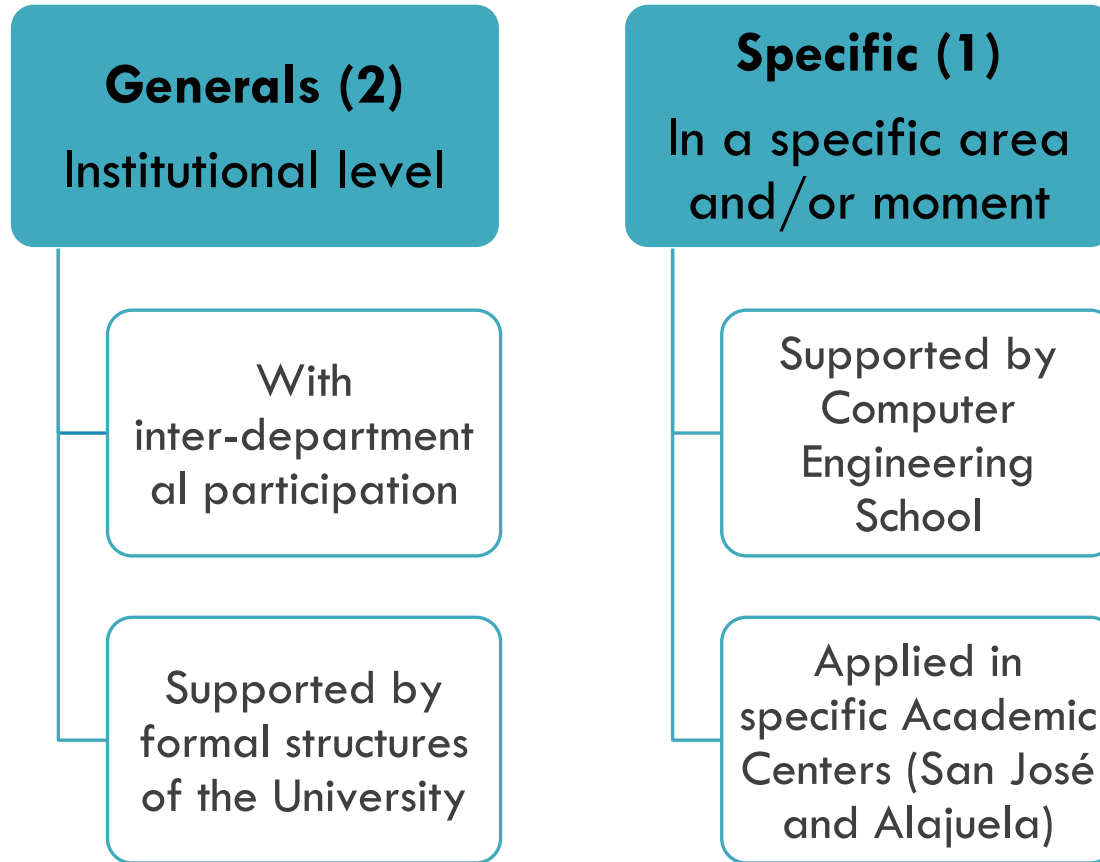 Generals (2)
Institutional level
With
inter-department
al participation
Supported by
formal structures
of the University
Specific (1)
In a specific area
and/or moment
Supported by
Computer
Engineering
School
Applied in
specific Academic
Centers (San José
and Alajuela)